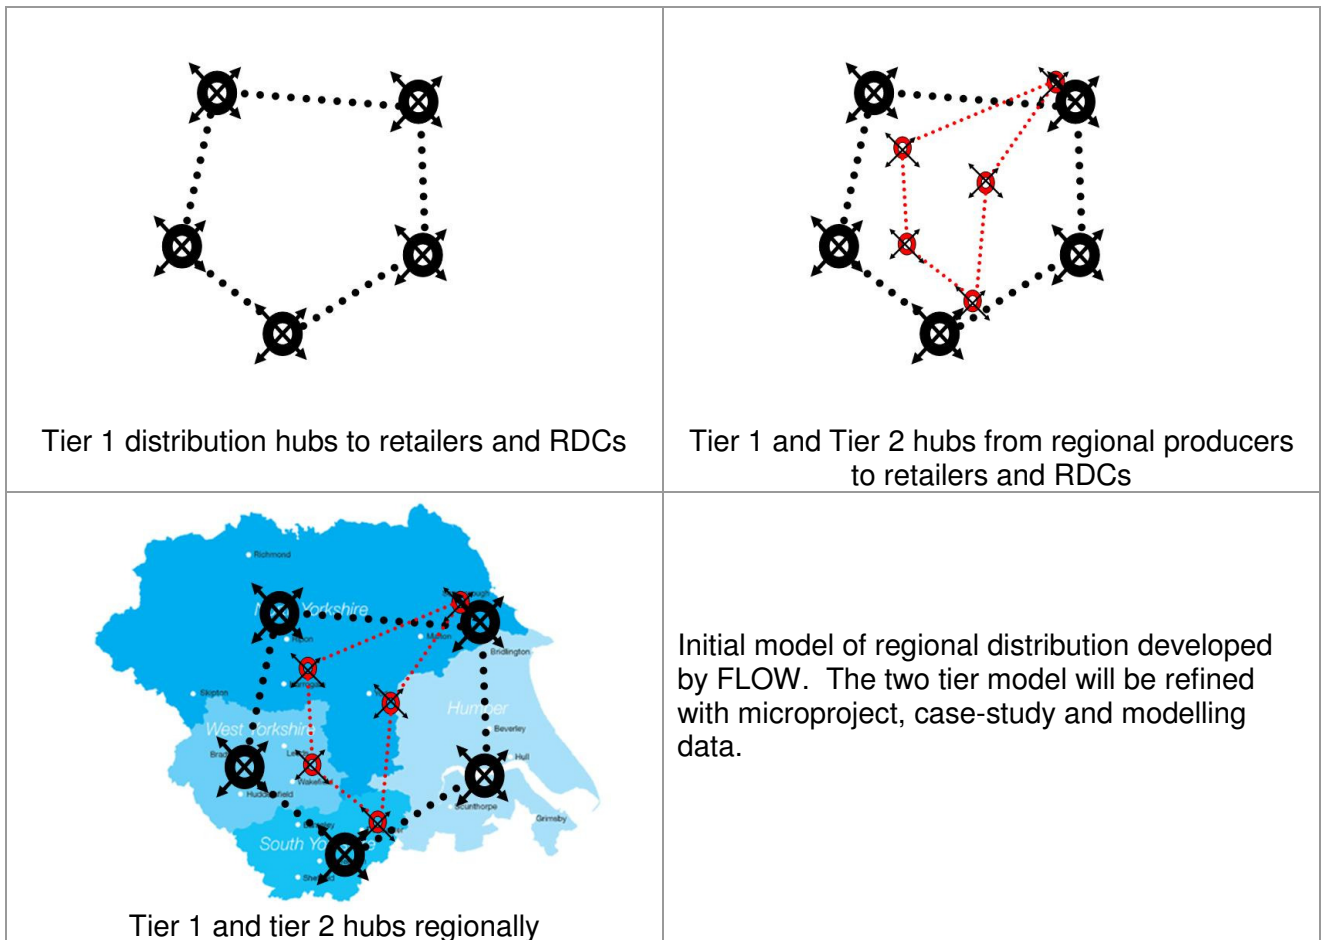 Tier 1 distribution hubs to retailers and RDCs
Tier 1 and Tier 2 hubs from regional producers
to retailers and RDCs
Richmond
Yorkshire
Bridlington
Skipton
Humber
West Yorkshire
Beverley
Hull
Wakefield
Scunthorpe
Grimsby
South
Tier 1 and tier 2 hubs regionally
Initial model of regional distribution developed
by FLOW. The two tier model will be refined
with microproject, case-study and modelling
data.